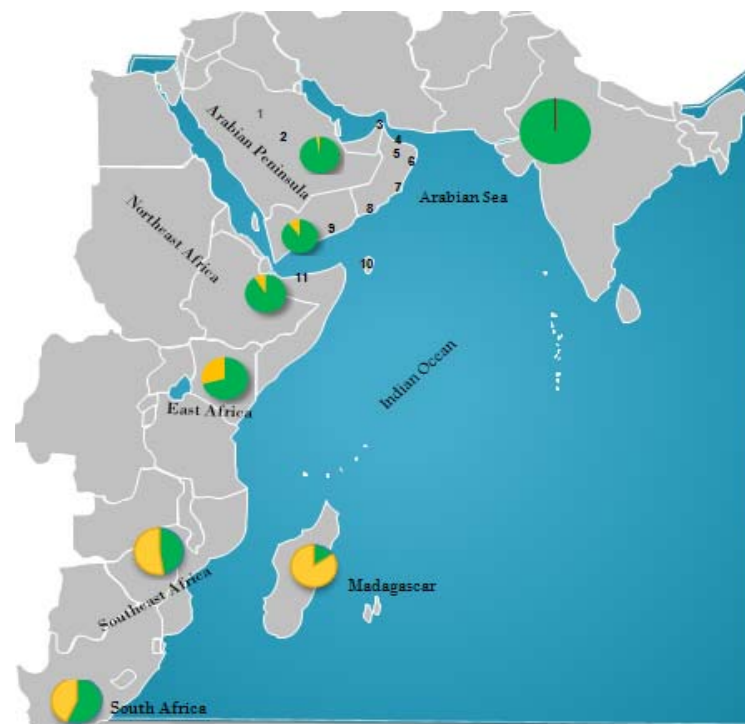 1
2
3
4
5
6
7
8
9
10
11
Arabian Peninsula
Arabian Sea
Northeast Africa
Indian Ocean
East Africa
Southeast Africa
Madagascar
South Africa